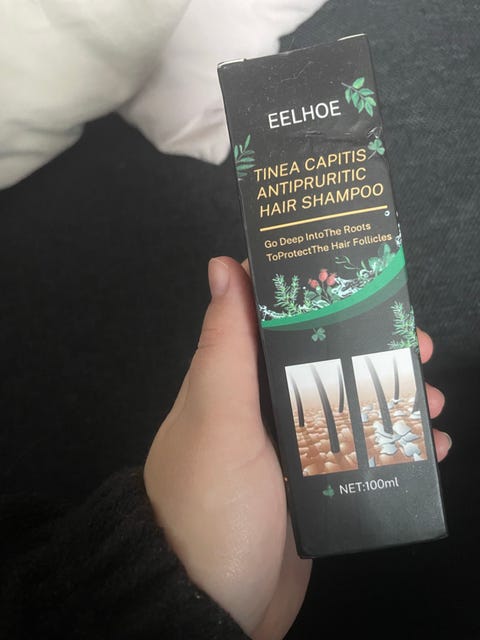 EELHOE
TINEA CAPITIS
ANTIPRURITIC
HAIR SHAMPOO
Go Deep IntoThe Roots
ToProtectThe Hair Follicles
NET:100ml